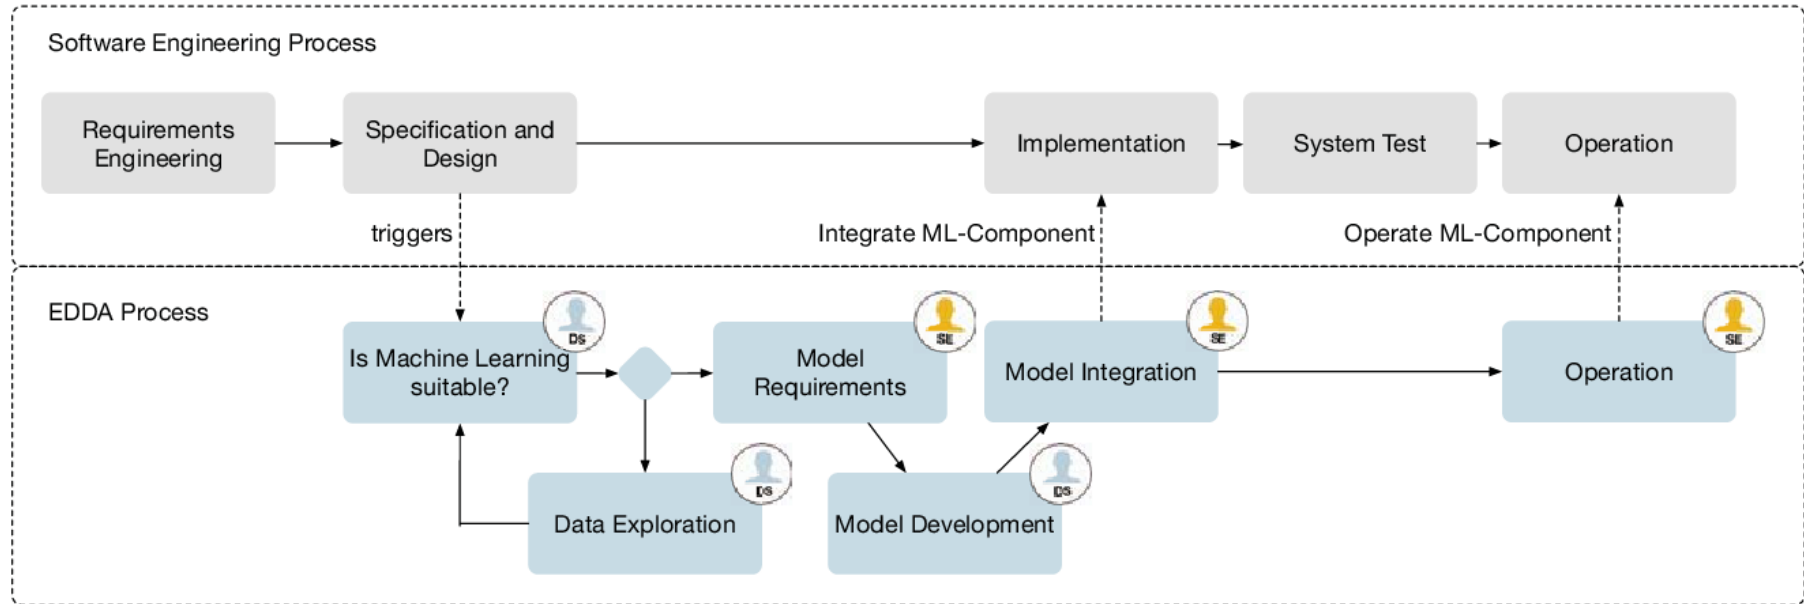 Software Engineering Process
Requirements
Engineering
Specification and
Design
Implementation
System Test
Operation
triggers
Integrate ML-Component
Operate ML-Component
EDDA Process
DS
Is Machine Learning
suitable?
SE
Model
Requirements
SE
Model Integration
SE
Operation
DS
Data Exploration
DS
Model Development